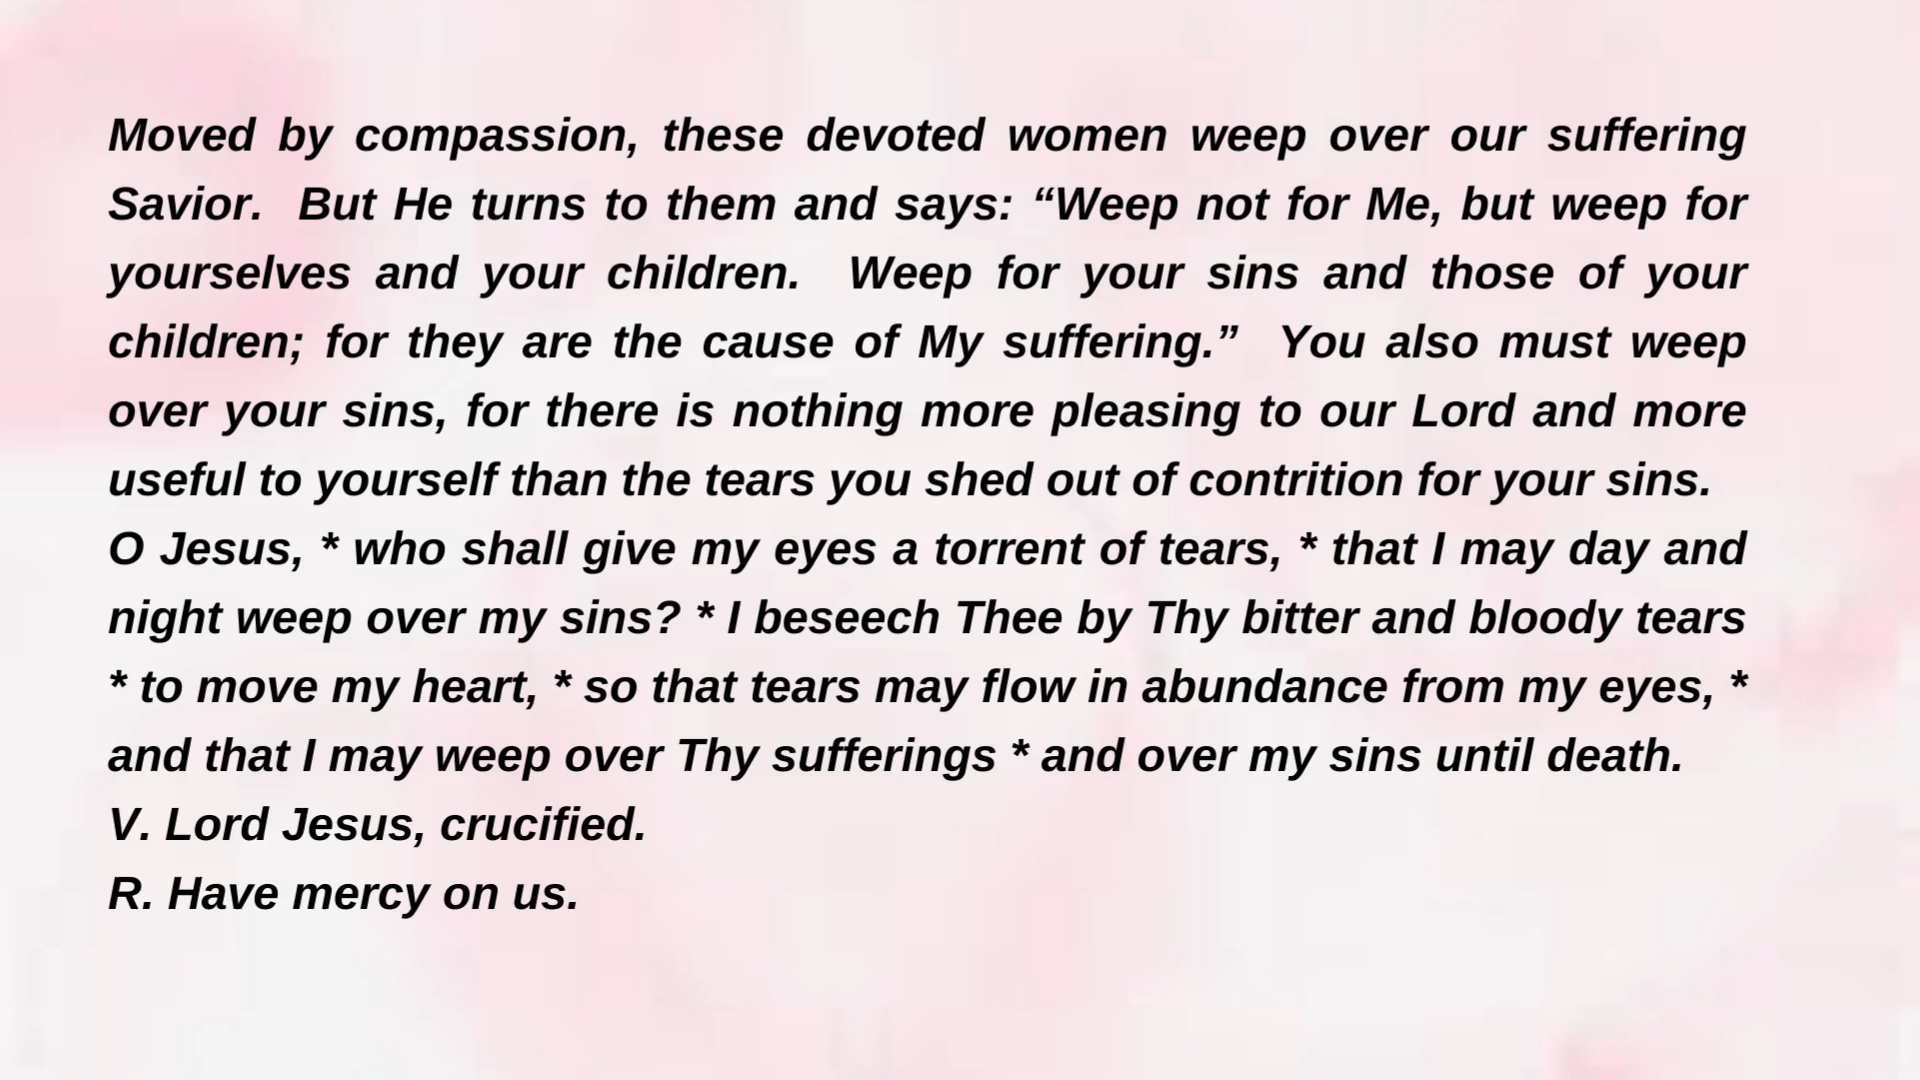 Moved by compassion, these devoted women weep over our suffering
Savior.  But He turns to them and says: “Weep not for Me, but weep for
yourselves and your children.  Weep for your sins and those of your
children; for they are the cause of My suffering.”  You also must weep
over your sins, for there is nothing more pleasing to our Lord and more
useful to yourself than the tears you shed out of contrition for your sins.
O Jesus, * who shall give my eyes a torrent of tears, * that I may day and
night weep over my sins? * I beseech Thee by Thy bitter and bloody tears
* to move my heart, * so that tears may flow in abundance from my eyes, *
and that I may weep over Thy sufferings * and over my sins until death.
V. Lord Jesus, crucified.
R. Have mercy on us.